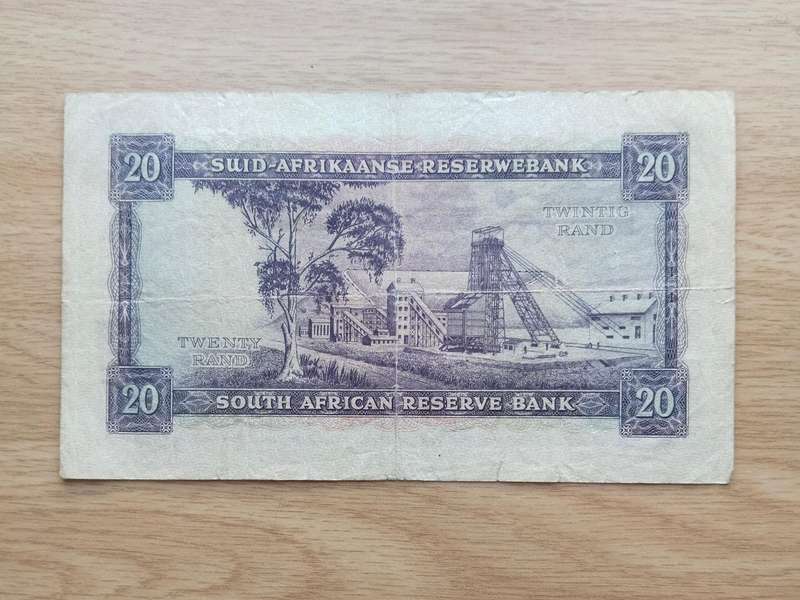 20 SUID-AFRIKAANSE RESERWEBANK 20
TWINTIG
RAND
TWENTY
RAND
20 SOUTH AFRICAN RESERVE BANK 20